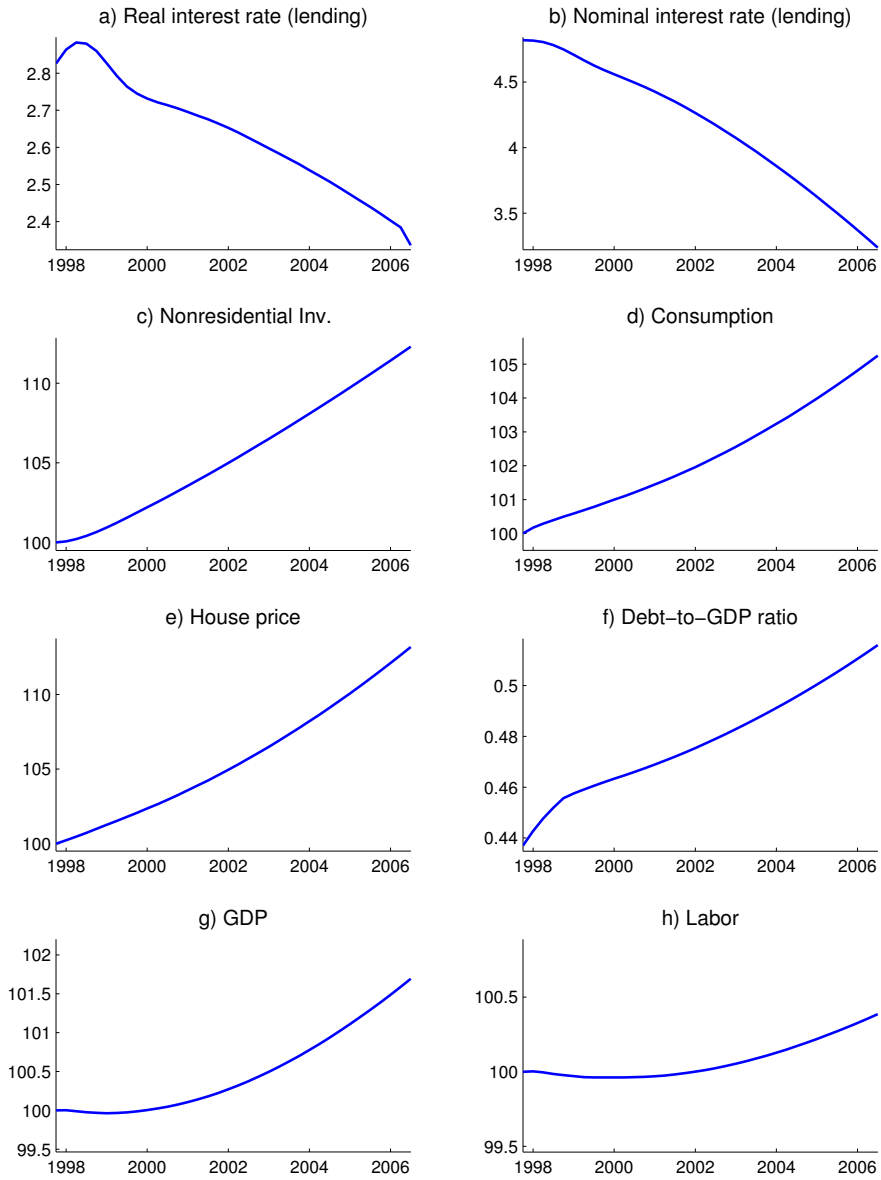 a) Real interest rate (lending)
2.8
2.7
2.6
2.5
2.4
1998 2000 2002 2004 2006
b) Nominal interest rate (lending)
4.5
4
3.5
1998 2000 2002 2004 2006
c) Nonresidential Inv.
110
105
100
1998 2000 2002 2004 2006
d) Consumption
105
104
103
102
101
100
1998 2000 2002 2004 2006
e) House price
110
105
100
1998 2000 2002 2004 2006
f) Debt−to−GDP ratio
0.5
0.48
0.46
0.44
1998 2000 2002 2004 2006
g) GDP
102
101.5
101
100.5
100
99.5
1998 2000 2002 2004 2006
h) Labor
100.5
100
99.5
1998 2000 2002 2004 2006